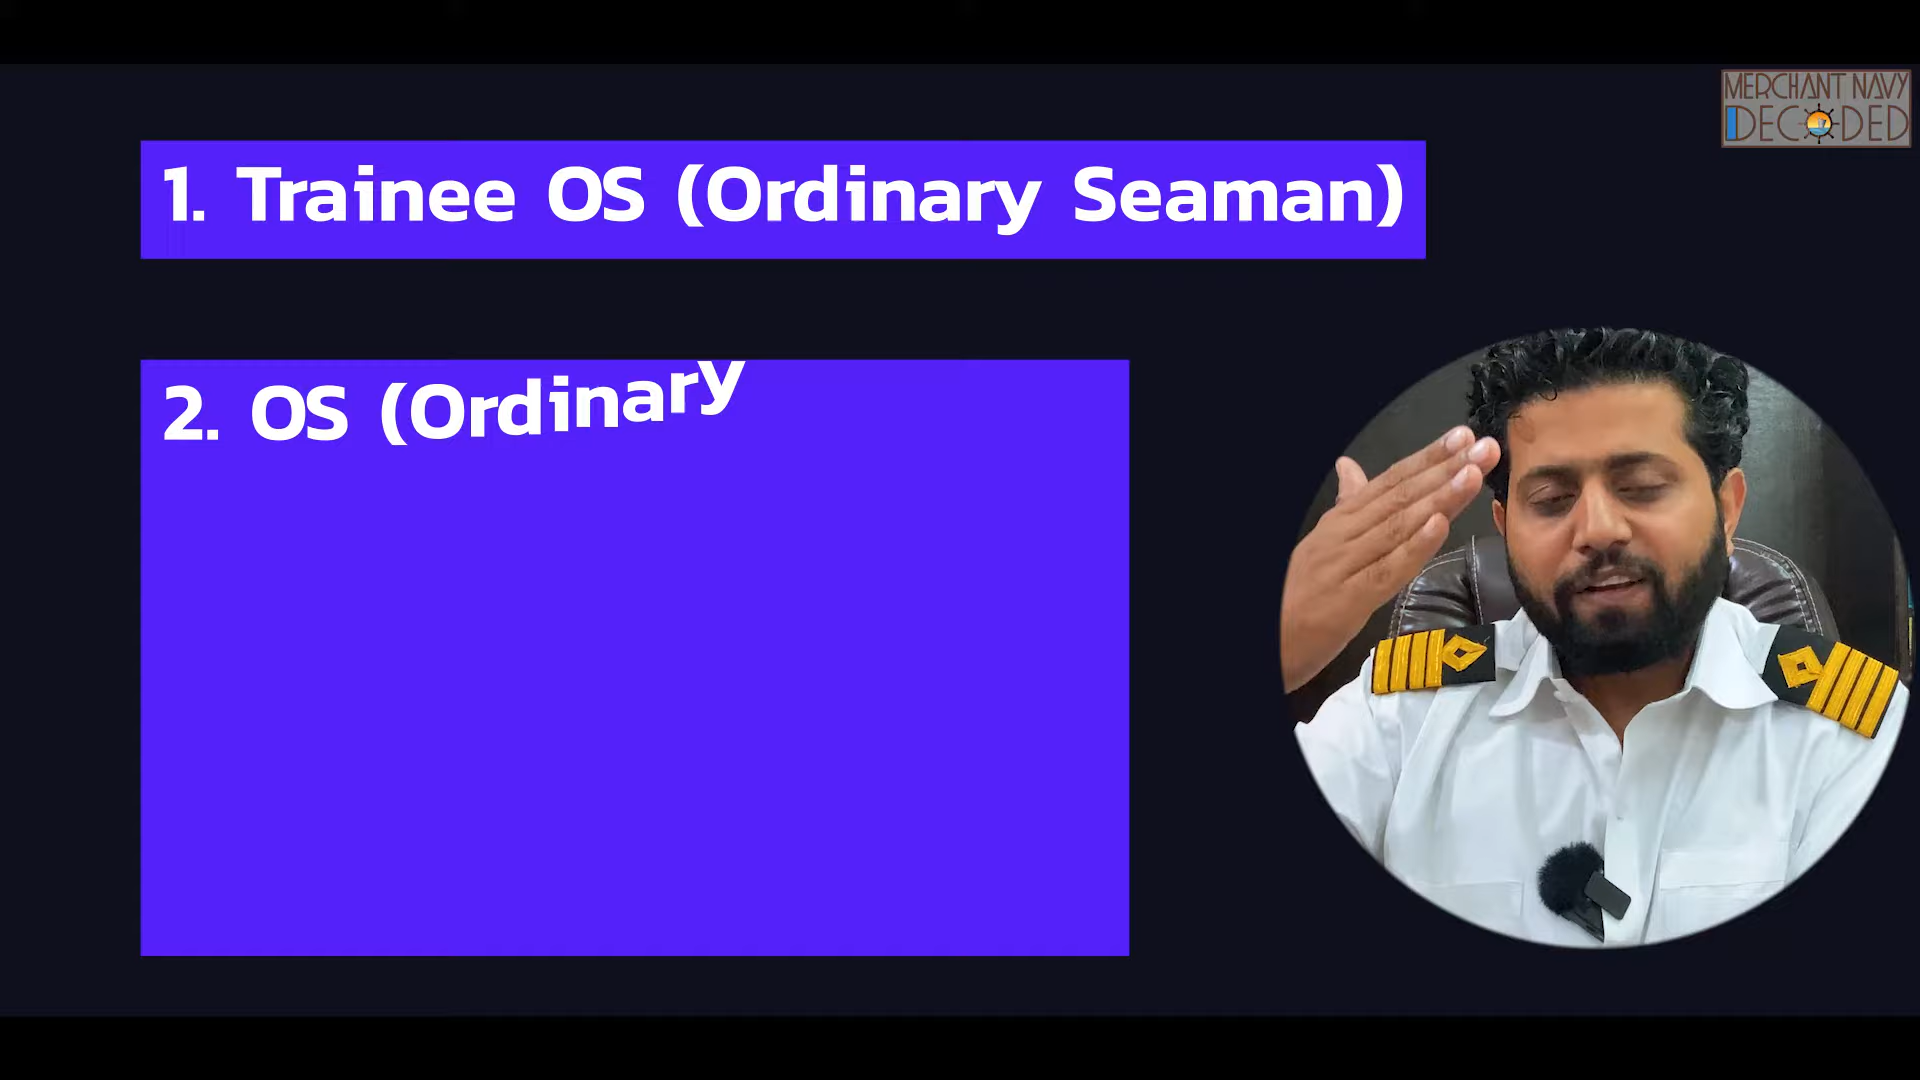 MERCHANT NAVY
DECODED
1. Trainee OS (Ordinary Seaman)
2. OS (Ordinary